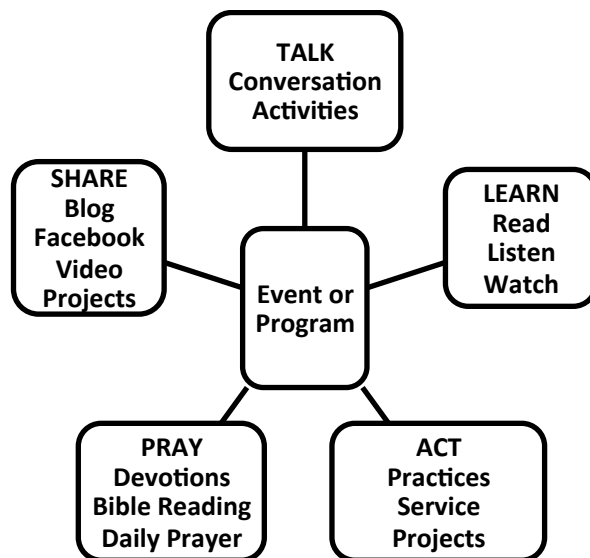 TALK
Conversation
Activities
SHARE
Blog
Facebook
Video
Projects
LEARN
Read
Listen
Watch
Event or
Program
PRAY
Devotions
Bible Reading
Daily Prayer
ACT
Practices
Service
Projects